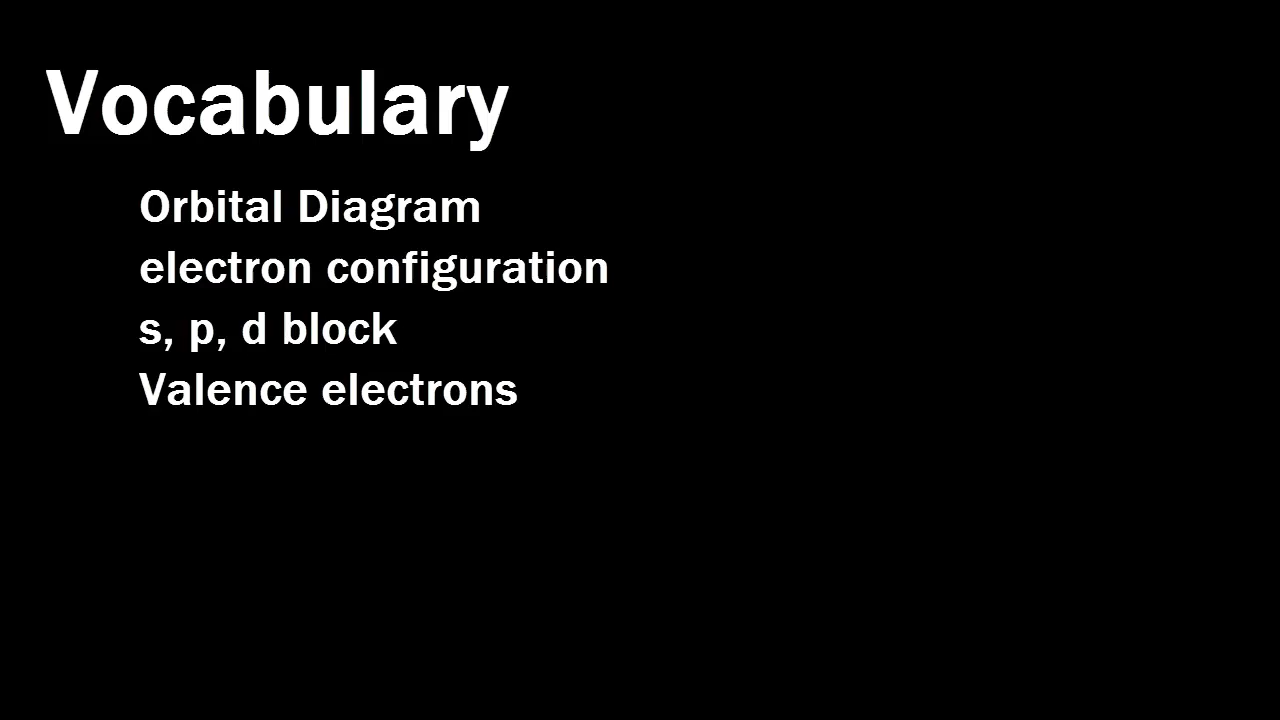 Vocabulary
Orbital Diagram
electron configuration
s, p, d block
Valence electrons